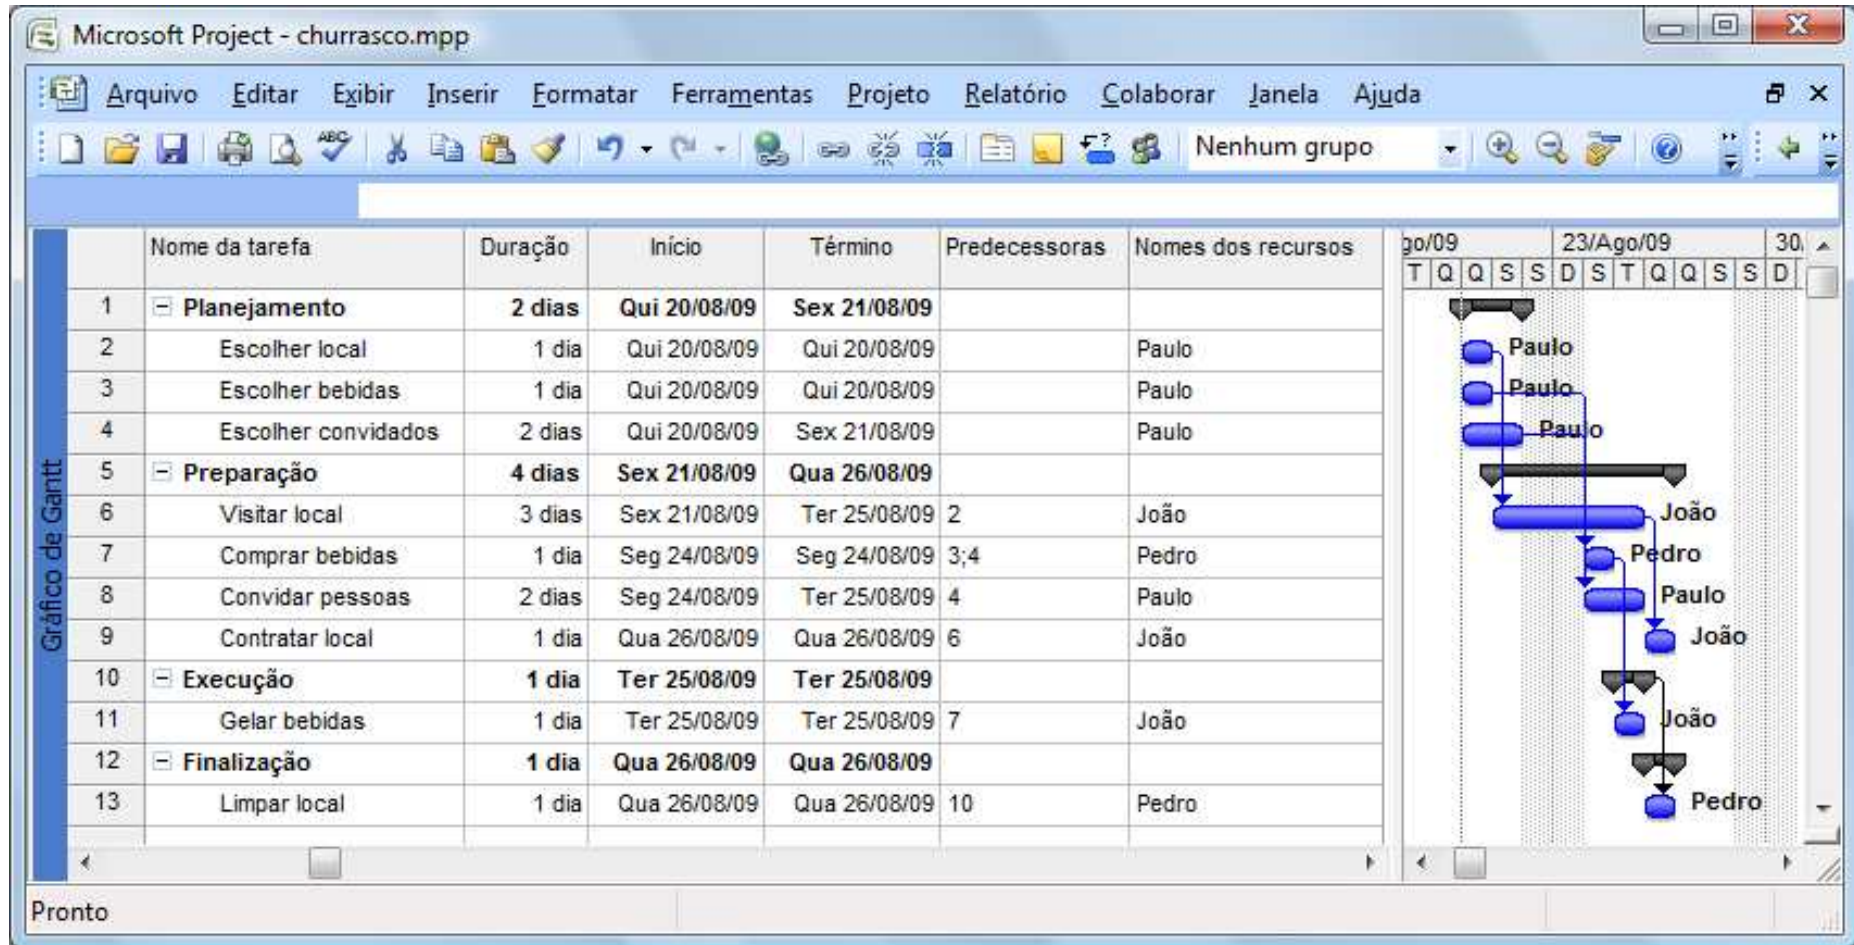 Microsoft Project - churrasco.mpp
Arquivo Editar Exibir Inserir Formatar Ferramentas Projeto Relatório Colaborar Janela Ajuda
ABC ? Nenhum grupo ?
Nome da tarefa Duração Início Término Predecessoras Nomes dos recursos go/09 23/Ago/09 30
T Q Q S S D S T Q Q S S D
1 Planejamento 2 dias Qui 20/08/09 Sex 21/08/09
2 Escolher local 1 dia Qui 20/08/09 Qui 20/08/09 Paulo Paulo
3 Escolher bebidas 1 dia Qui 20/08/09 Qui 20/08/09 Paulo Paulo
4 Escolher convidados 2 dias Qui 20/08/09 Sex 21/08/09 Paulo Paulo
5 Preparação 4 dias Sex 21/08/09 Qua 26/08/09
6 Visitar local 3 dias Sex 21/08/09 Ter 25/08/09 2 João João
7 Comprar bebidas 1 dia Seg 24/08/09 Seg 24/08/09 3;4 Pedro Pedro
8 Convidar pessoas 2 dias Seg 24/08/09 Ter 25/08/09 4 Paulo Paulo
9 Contratar local 1 dia Qua 26/08/09 Qua 26/08/09 6 João João
10 Execução 1 dia Ter 25/08/09 Ter 25/08/09
11 Gelar bebidas 1 dia Ter 25/08/09 Ter 25/08/09 7 João João
12 Finalização 1 dia Qua 26/08/09 Qua 26/08/09
13 Limpar local 1 dia Qua 26/08/09 Qua 26/08/09 10 Pedro Pedro
Gráfico de Gantt
Pronto